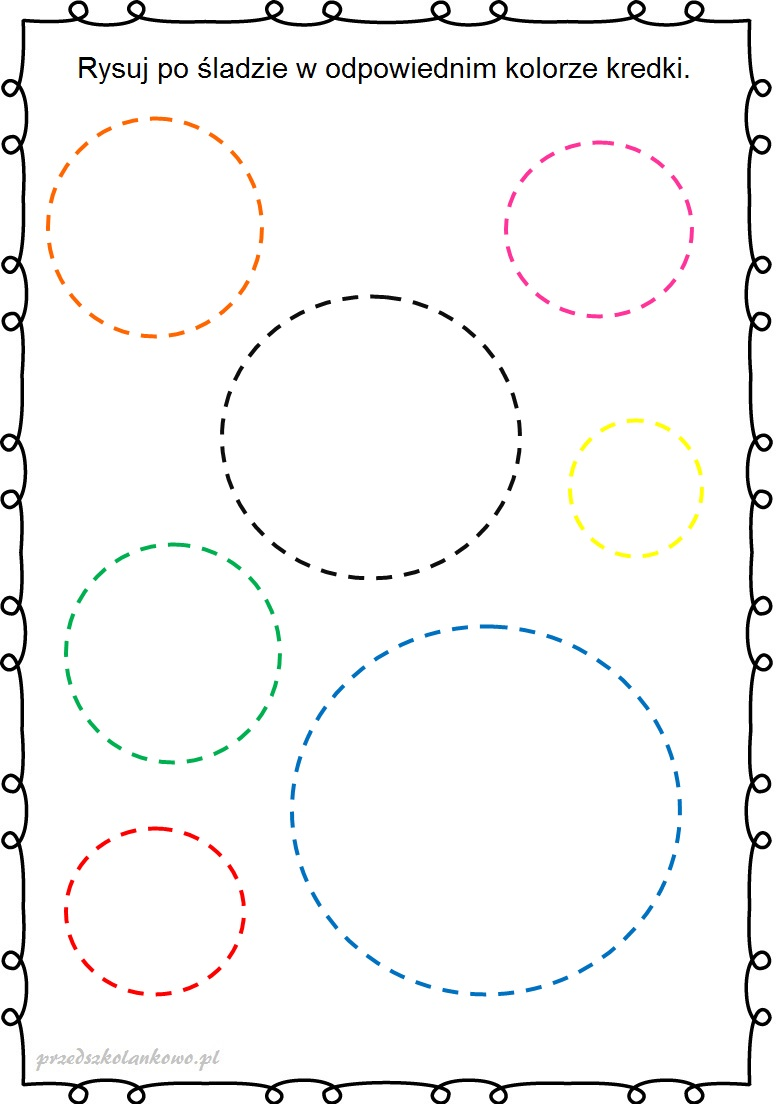 Rysuj po śladzie w odpowiednim kolorze kredki.
przedszkolankowo.pl